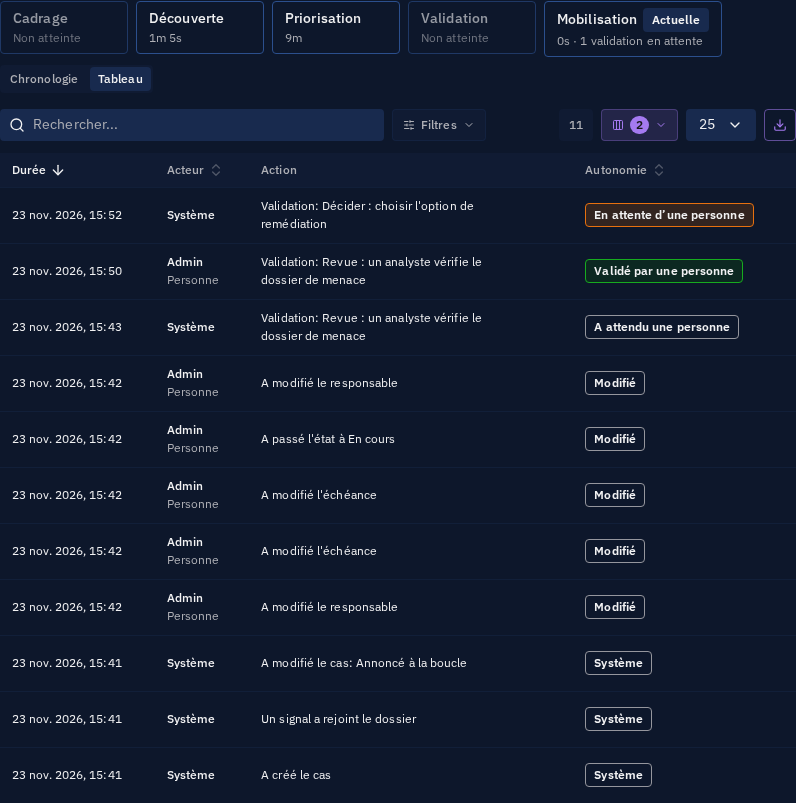 Cadrage
Non atteinte
Découverte
1m 5s
Priorisation
9m
Validation
Non atteinte
Mobilisation Actuelle
0s · 1 validation en attente
Chronologie Tableau
Rechercher... Filtres 11 2 25
Durée Acteur Action Autonomie
23 nov. 2026, 15:52 Système Validation: Décider : choisir l'option de
remédiation En attente d’une personne
23 nov. 2026, 15:50 Admin
Personne Validation: Revue : un analyste vérifie le
dossier de menace Validé par une personne
23 nov. 2026, 15:43 Système Validation: Revue : un analyste vérifie le
dossier de menace A attendu une personne
23 nov. 2026, 15:42 Admin
Personne A modifié le responsable Modifié
23 nov. 2026, 15:42 Admin
Personne A passé l'état à En cours Modifié
23 nov. 2026, 15:42 Admin
Personne A modifié l'échéance Modifié
23 nov. 2026, 15:42 Admin
Personne A modifié l'échéance Modifié
23 nov. 2026, 15:42 Admin
Personne A modifié le responsable Modifié
23 nov. 2026, 15:41 Système A modifié le cas: Annoncé à la boucle Système
23 nov. 2026, 15:41 Système Un signal a rejoint le dossier Système
23 nov. 2026, 15:41 Système A créé le cas Système